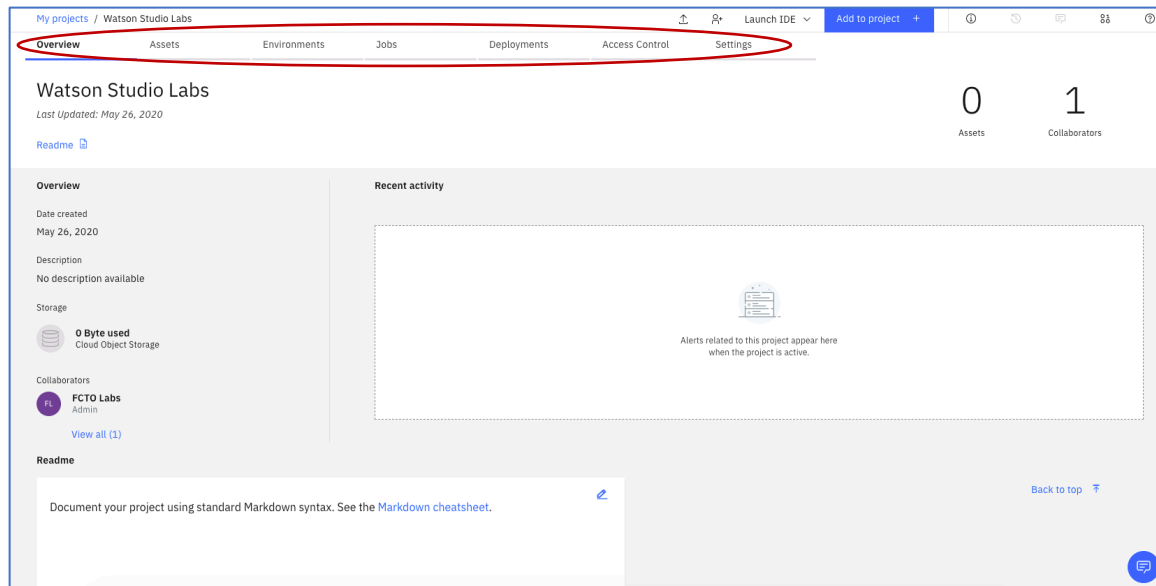 My projects / Watson Studio Labs
Launch IDE
Add to project +
Overview
Assets
Environments
Jobs
Deployments
Access Control
Settings
Watson Studio Labs
Last Updated: May 26, 2020
Readme
0
Assets
1
Collaborators
Overview
Date created
May 26, 2020
Description
No description available
Storage
0 Byte used
Cloud Object Storage
Collaborators
FL
FCTO Labs
Admin
View all (1)
Recent activity
Alerts related to this project appear here
when the project is active.
Readme
Document your project using standard Markdown syntax. See the Markdown cheatsheet.
Back to top